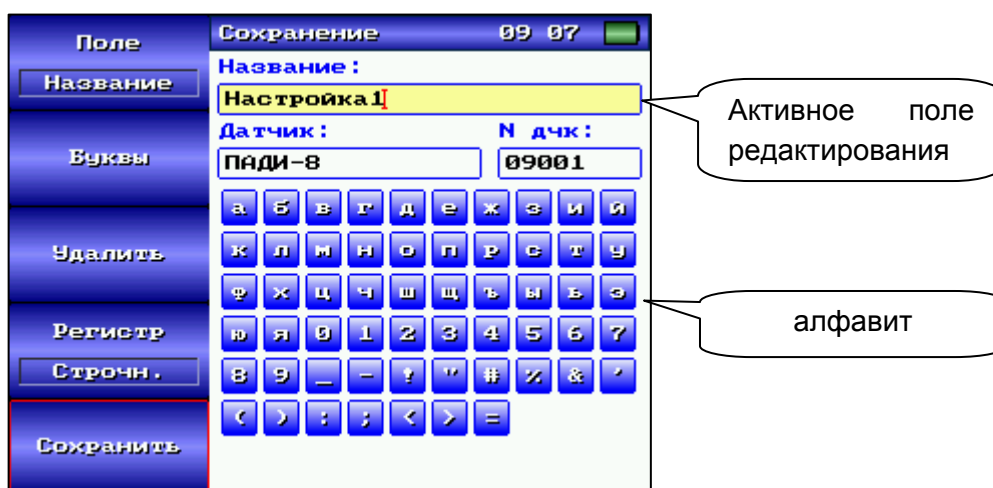 Поле
Название
Буквы
Удалить
Регистр
Строчн.
Сохранить
Сохранение 09 07
Название:
Настройка1
Датчик: N дчк:
ПАДИ-8 09001
а б в г д е ж з и й
к л м н о п р с т у
ф х ц ч ш щ ъ ы ь э
ю я 0 1 2 3 4 5 6 7
8 9 _ - ? " # % & '
( ) : ; < > =
Активное поле
редактирования
алфавит